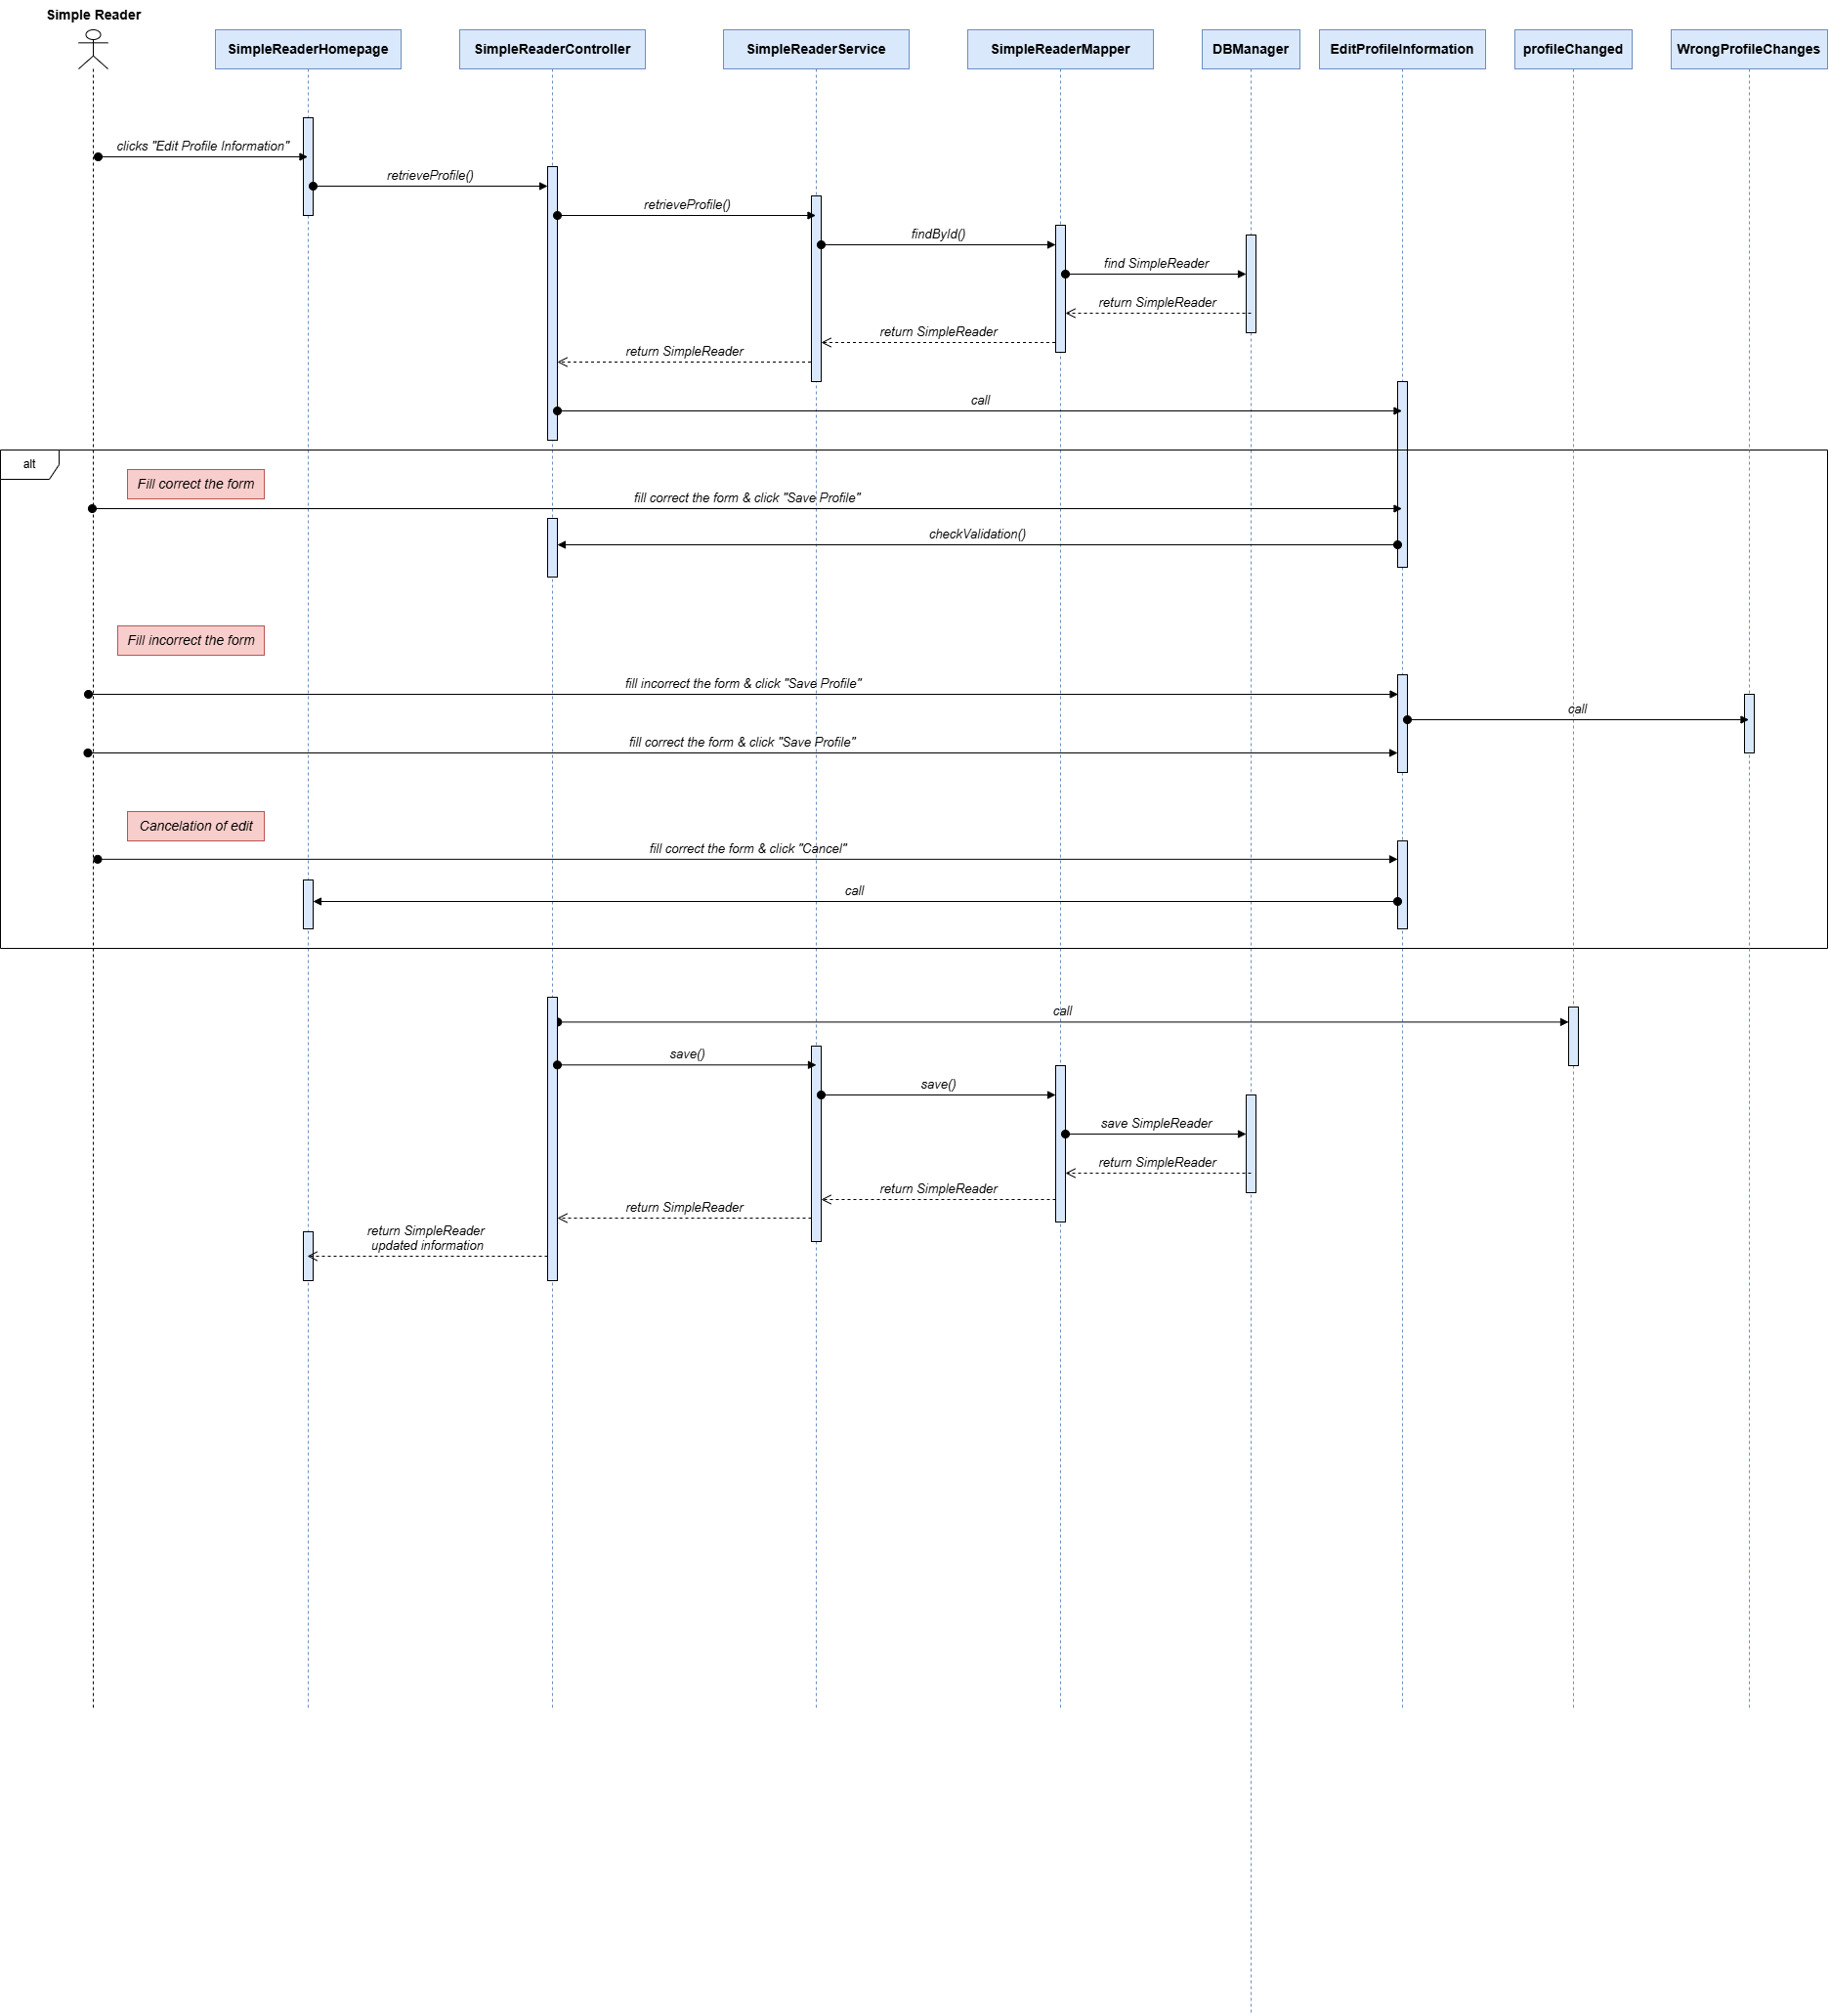 Simple Reader
SimpleReaderHomepage
SimpleReaderController
SimpleReaderService
SimpleReaderMapper
DBManager
EditProfileInformation
profileChanged
WrongProfileChanges
clicks "Edit Profile Information"
retrieveProfile()
retrieveProfile()
findById()
find SimpleReader
return SimpleReader
return SimpleReader
return SimpleReader
call
alt
Fill correct the form
fill correct the form & click "Save Profile"
checkValidation()
Fill incorrect the form
fill incorrect the form & click "Save Profile"
call
fill correct the form & click "Save Profile"
Cancelation of edit
fill correct the form & click "Cancel"
call
call
save()
save()
save SimpleReader
return SimpleReader
return SimpleReader
return SimpleReader
return SimpleReader
updated information